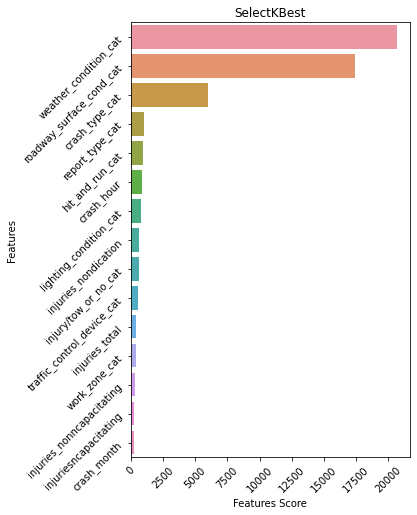 SelectKBest
Features
weather_condition_cat
roadway_surface_cond_cat
crash_type_cat
report_type_cat
hit_and_run_cat
crash_hour
lighting_condition_cat
injuries_nondication
injury/tow_or_no_cat
traffic_control_device_cat
injuries_total
work_zone_cat
injuries_nonncapacitating
injuriesncapacitating
crash_month
0
2500
5000
7500
10000
12500
15000
17500
20000
Features Score